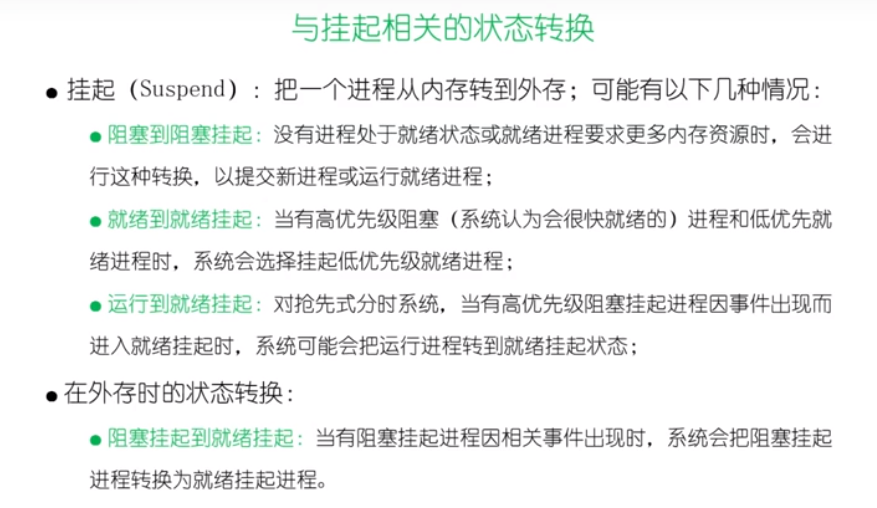 与挂起相关的状态转换
● 挂起（Suspend）: 把一个进程从内存转到外存；可能有以下几种情况：
● 阻塞到阻塞挂起：没有进程处于就绪状态或就绪进程要求更多内存资源时，会进
行这种转换，以提交新进程或运行就绪进程；
● 就绪到就绪挂起：当有高优先级阻塞（系统认为会很快就绪的）进程和低优先就
绪进程时，系统会选择挂起低优先级就绪进程；
● 运行到就绪挂起：对抢先式分时系统，当有高优先级阻塞挂起进程因事件出现而
进入就绪挂起时，系统可能会把运行进程转到就绪挂起状态；
● 在外存时的状态转换：
● 阻塞挂起到就绪挂起：当有阻塞挂起进程因相关事件出现时，系统会把阻塞挂起
进程转换为就绪挂起进程。